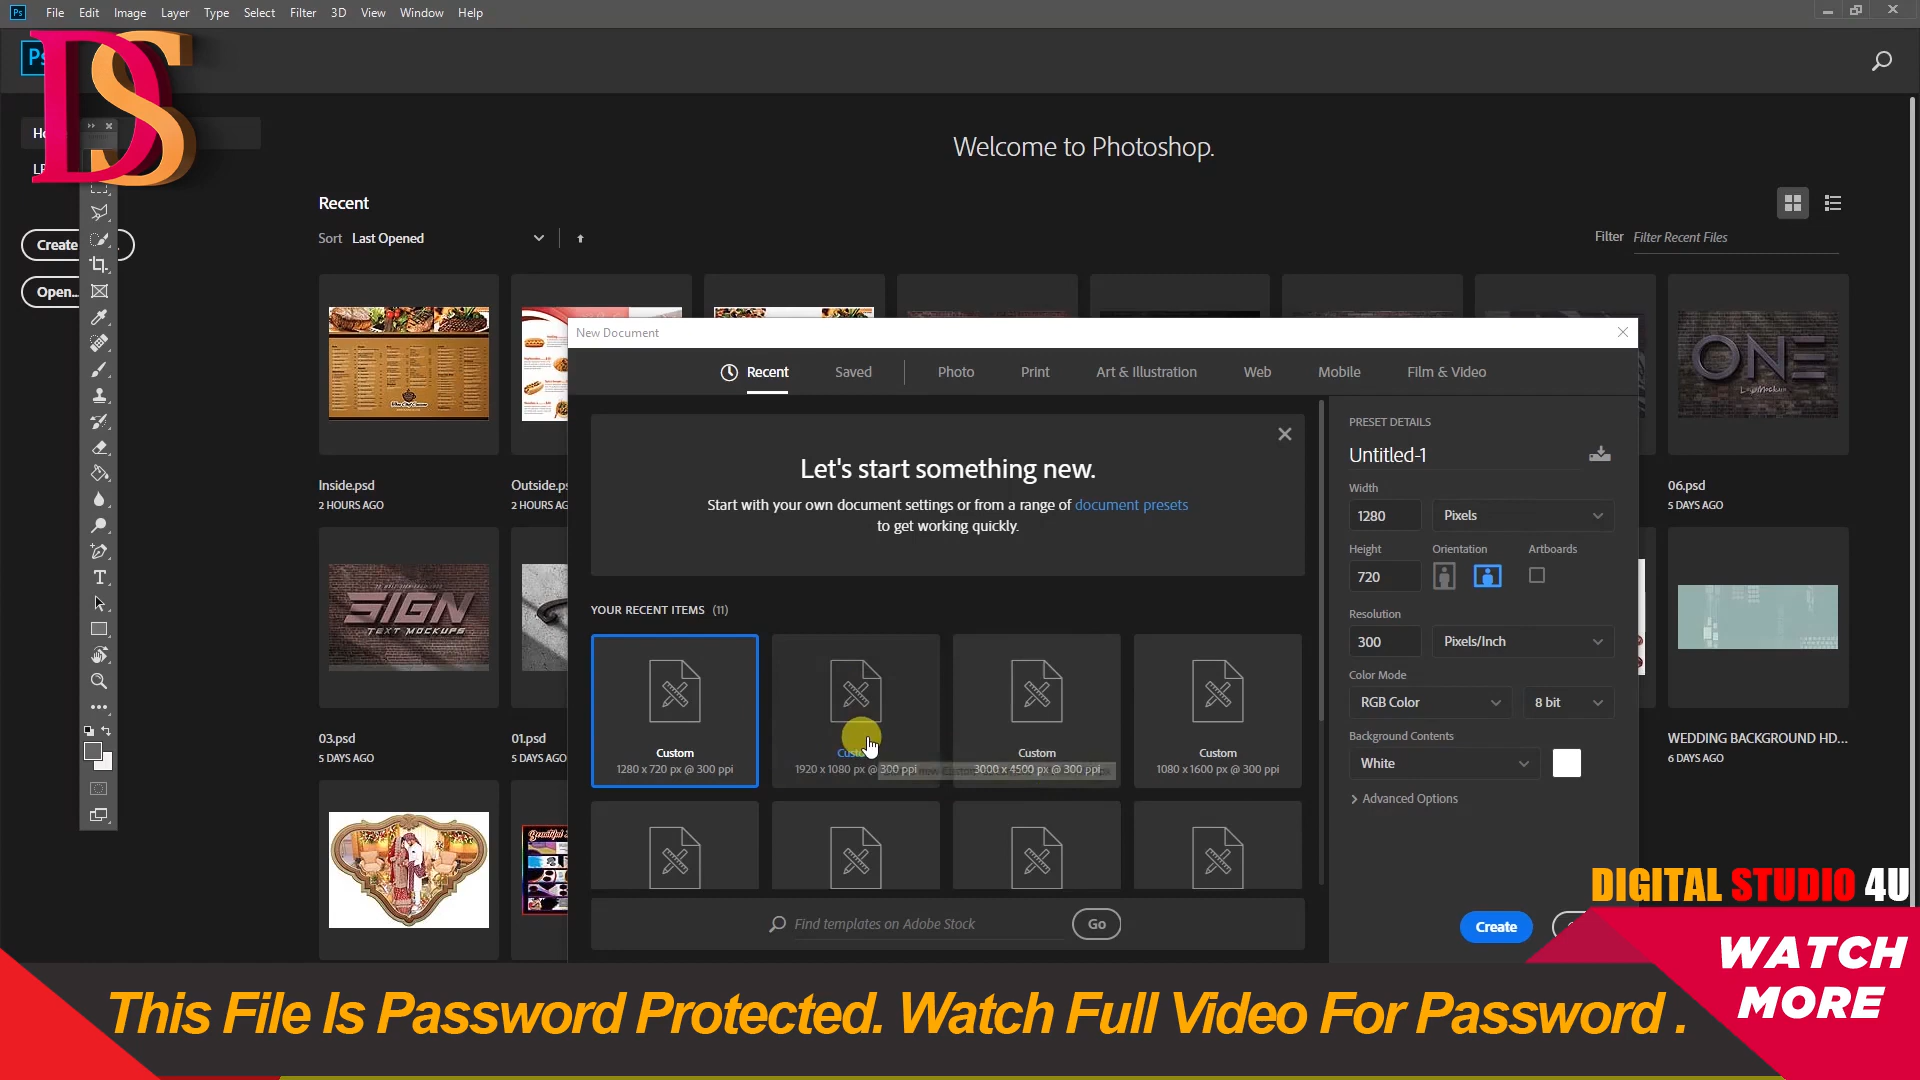 Ps File Edit Image Layer Type Select Filter 3D View Window Help
DS
Welcome to Photoshop.
Recent
Create
Open...
Sort Last Opened
Filter Filter Recent Files
New Document
Recent Saved Photo Print Art & Illustration Web Mobile Film & Video
Let's start something new.
Start with your own document settings or from a range of document presets
to get working quickly.
YOUR RECENT ITEMS (11)
Custom
1280 x 720 px @ 300 ppi
1920 x 1080 px @ 300 ppi
Custom
3000 x 4500 px @ 300 ppi
Custom
1080 x 1600 px @ 300 ppi
Find templates on Adobe Stock
Go
PRESET DETAILS
Untitled-1
Width
1280 Pixels
Height Orientation Artboards
720
Resolution
300 Pixels/Inch
Color Mode
RGB Color 8 bit
Background Contents
White
Advanced Options
Create
Inside.psd
2 HOURS AGO
Outside.ps
2 HOURS AGO
ONE
06.psd
5 DAYS AGO
SIGN
TEXT MOCKUPS
03.psd
5 DAYS AGO
01.psd
5 DAYS AGO
WEDDING BACKGROUND HD...
6 DAYS AGO
Beautiful
DIGITAL STUDIO 4U
WATCH
MORE
This File Is Password Protected. Watch Full Video For Password .